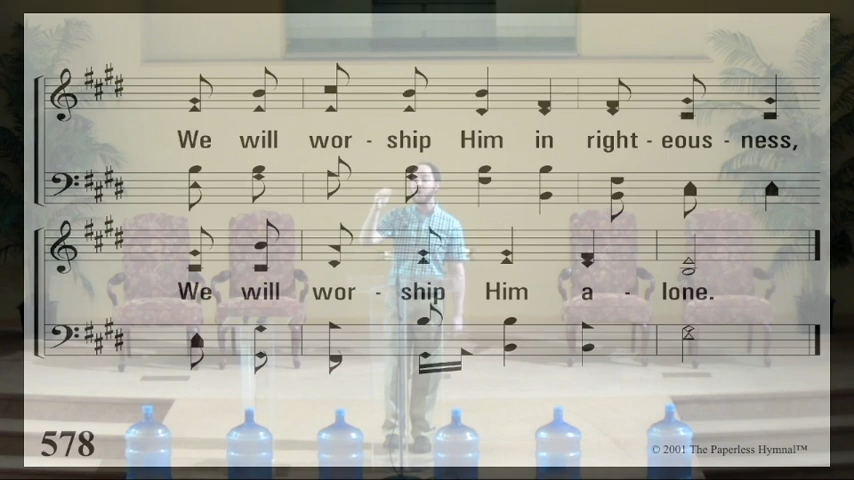 We will wor - ship Him in right - eous - ness,
We will wor - ship Him a - lone.
578
© 2001 The Paperless Hymnal™